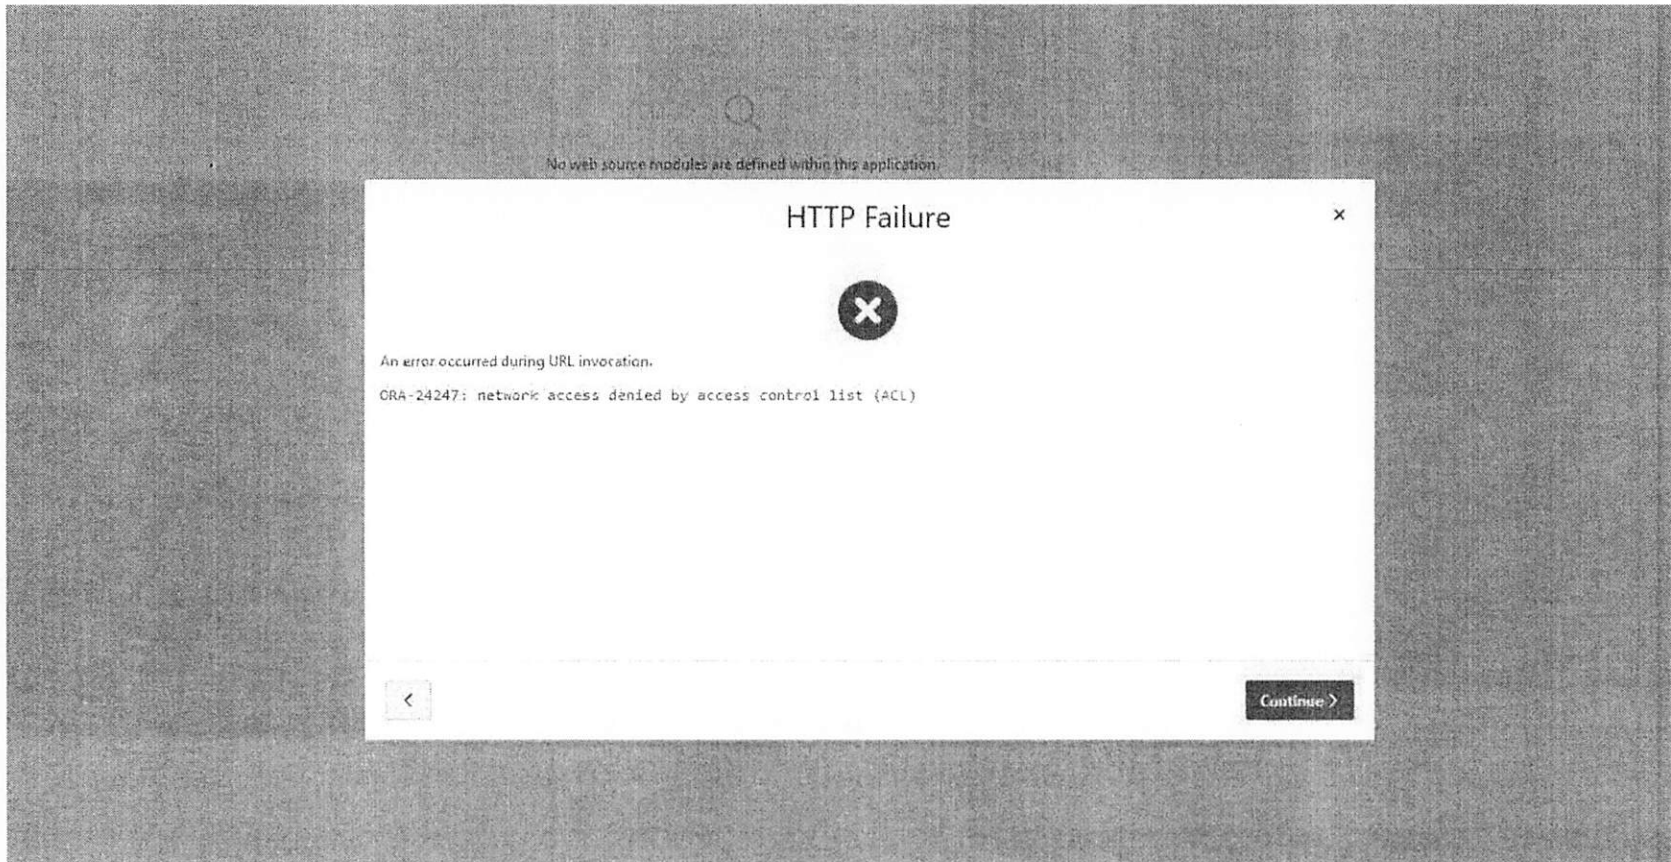 No web source modules are defined within this application.
HTTP Failure
An error occurred during URL invocation.
ORA-24247: network access denied by access control list (ACL)
Continue